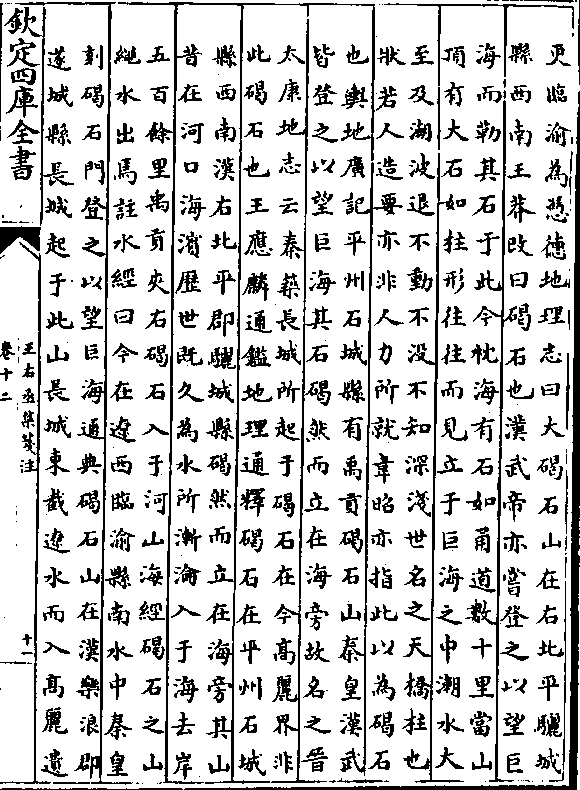 更臨渝為慿德地理志曰大碣石山在右北平驪城
縣西南王莽改曰碣石也漢武帝亦嘗登之以望巨
海而勒其石于此今枕海有石如甬道數十里當山
頂有大石如柱形往往而見立于巨海之中潮水大
至及潮波退不動不没不知深淺世名之天橋柱也
狀若人造要亦非人力所就韋昭亦指此以為碣石
也輿地廣記平州石城縣有禹貢碣石山秦皇漢武
皆登之以望巨海其石碣然而立在海旁故名之晉
太康地志云秦築長城所起于碣石在今高麗界非
此碣石也王應麟通鑑地理通釋碣石在平州石城
縣西南漢右北平郡驪城縣碣然而立在海旁其山
昔在河口海濱歷世既久為水所漸淪入于海去岸
五百餘里禹貢夾右碣石入于河山海經碣石之山
繩水出焉註水經曰今在遼西臨渝縣南水中秦皇
刻碣石門登之以望巨海通典碣石山在漢樂浪郡
遂城縣長城起于此山長城東截遼水而入高麗遺
欽定四庫全書
王右丞集箋注
卷十二
十一